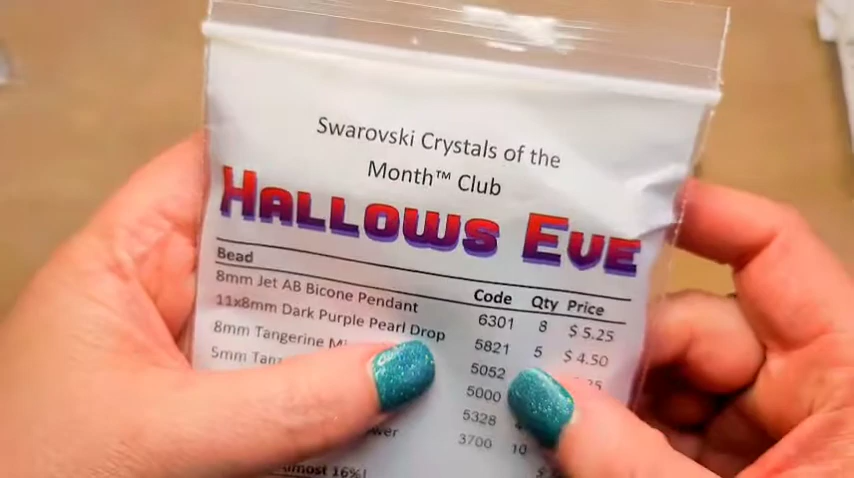 Swarovski Crystals of the
Month™ Club
HALLOWS EVE
Bead Code Qty Price
8mm Jet AB Bicone Pendant 6301 8 $ 5.25
11x8mm Dark Purple Pearl Drop 5821 5 $ 4.50
8mm Tangerine 5052
5mm 5000
5328
3700 10
Almost 16%!